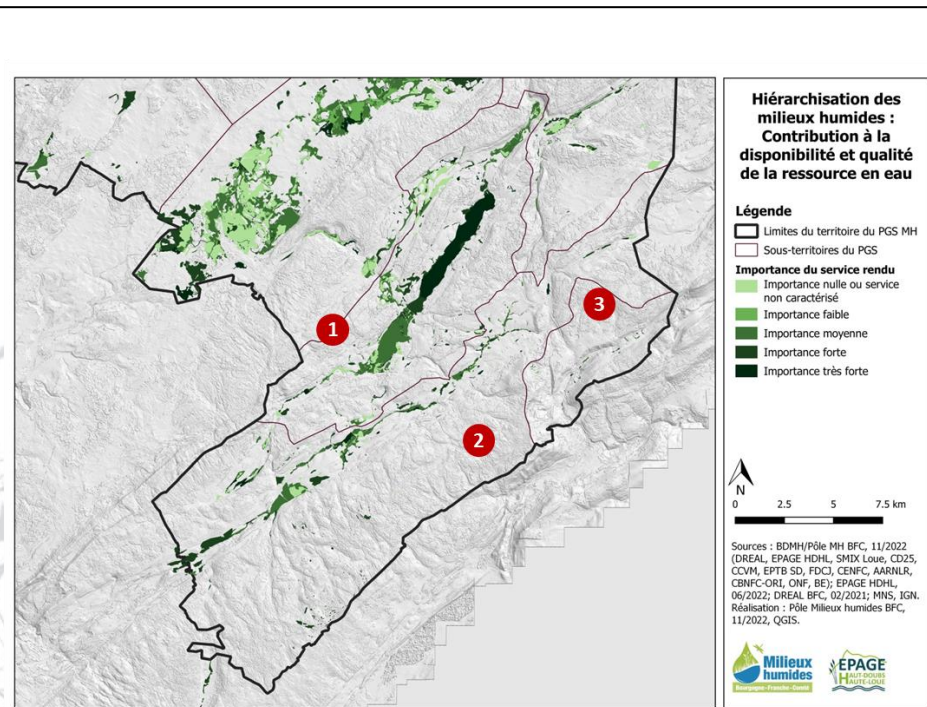 Hiérarchisation des
milieux humides :
Contribution à la
disponibilité et qualité
de la ressource en eau
Légende
Limites du territoire du PGS MH
Sous-territoires du PGS
Importance du service rendu
Importance nulle ou service
non caractérisé
Importance faible
Importance moyenne
Importance forte
Importance très forte
1
3
2
N
0 2.5 5 7.5 km
Sources : BDMH/Pôle MH BFC, 11/2022
(DREAL, EPAGE HDHL, SMIX Loue, CD25,
CCVM, EPTB SD, FDCJ, CENFC, AARNLR,
CBNFC-ORI, ONF, BE); EPAGE HDHL,
06/2022; DREAL BFC, 02/2021; MNS, IGN.
Réalisation : Pôle Milieux humides BFC,
11/2022, QGIS.
Milieux
humides
Bourgogne-Franche-Comté
EPAGE
HAUT-DOUBS
HAUTE-LOUE